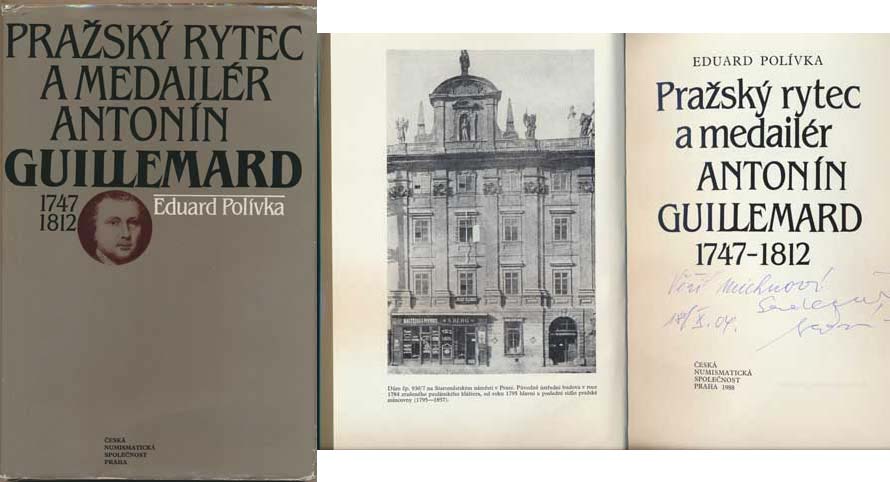 PRAŽSKÝ RYTEC
A MEDAILÉR
ANTONÍN
GUILLEMARD
1747
1812
Eduard Polívka
ČESKÁ
NUMISMATICKÁ
SPOLEČNOST
PRAHA
Dům čp. 930/7 na Staroměstském náměstí v Praze. Původně ústřední budova v roce
1784 zrušeného paulánského kláštera, od roku 1795 hlavní a poslední sídlo pražské
mincovny (1795—1857).
EDUARD POLÍVKA
Pražský rytec
a medailér
ANTONÍN
GUILLEMARD
1747-1812
ČESKÁ
NUMISMATICKÁ
SPOLEČNOST
PRAHA 1988